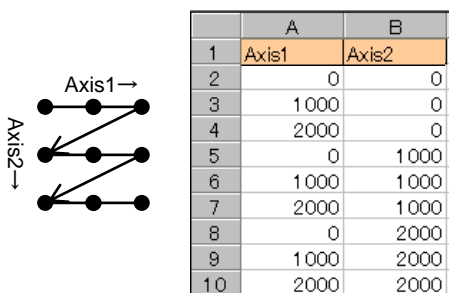 Axis1→
Axis2→
A B
1 Axis1 Axis2
2 0 0
3 1000 0
4 2000 0
5 0 1000
6 1000 1000
7 2000 1000
8 0 2000
9 1000 2000
10 2000 2000